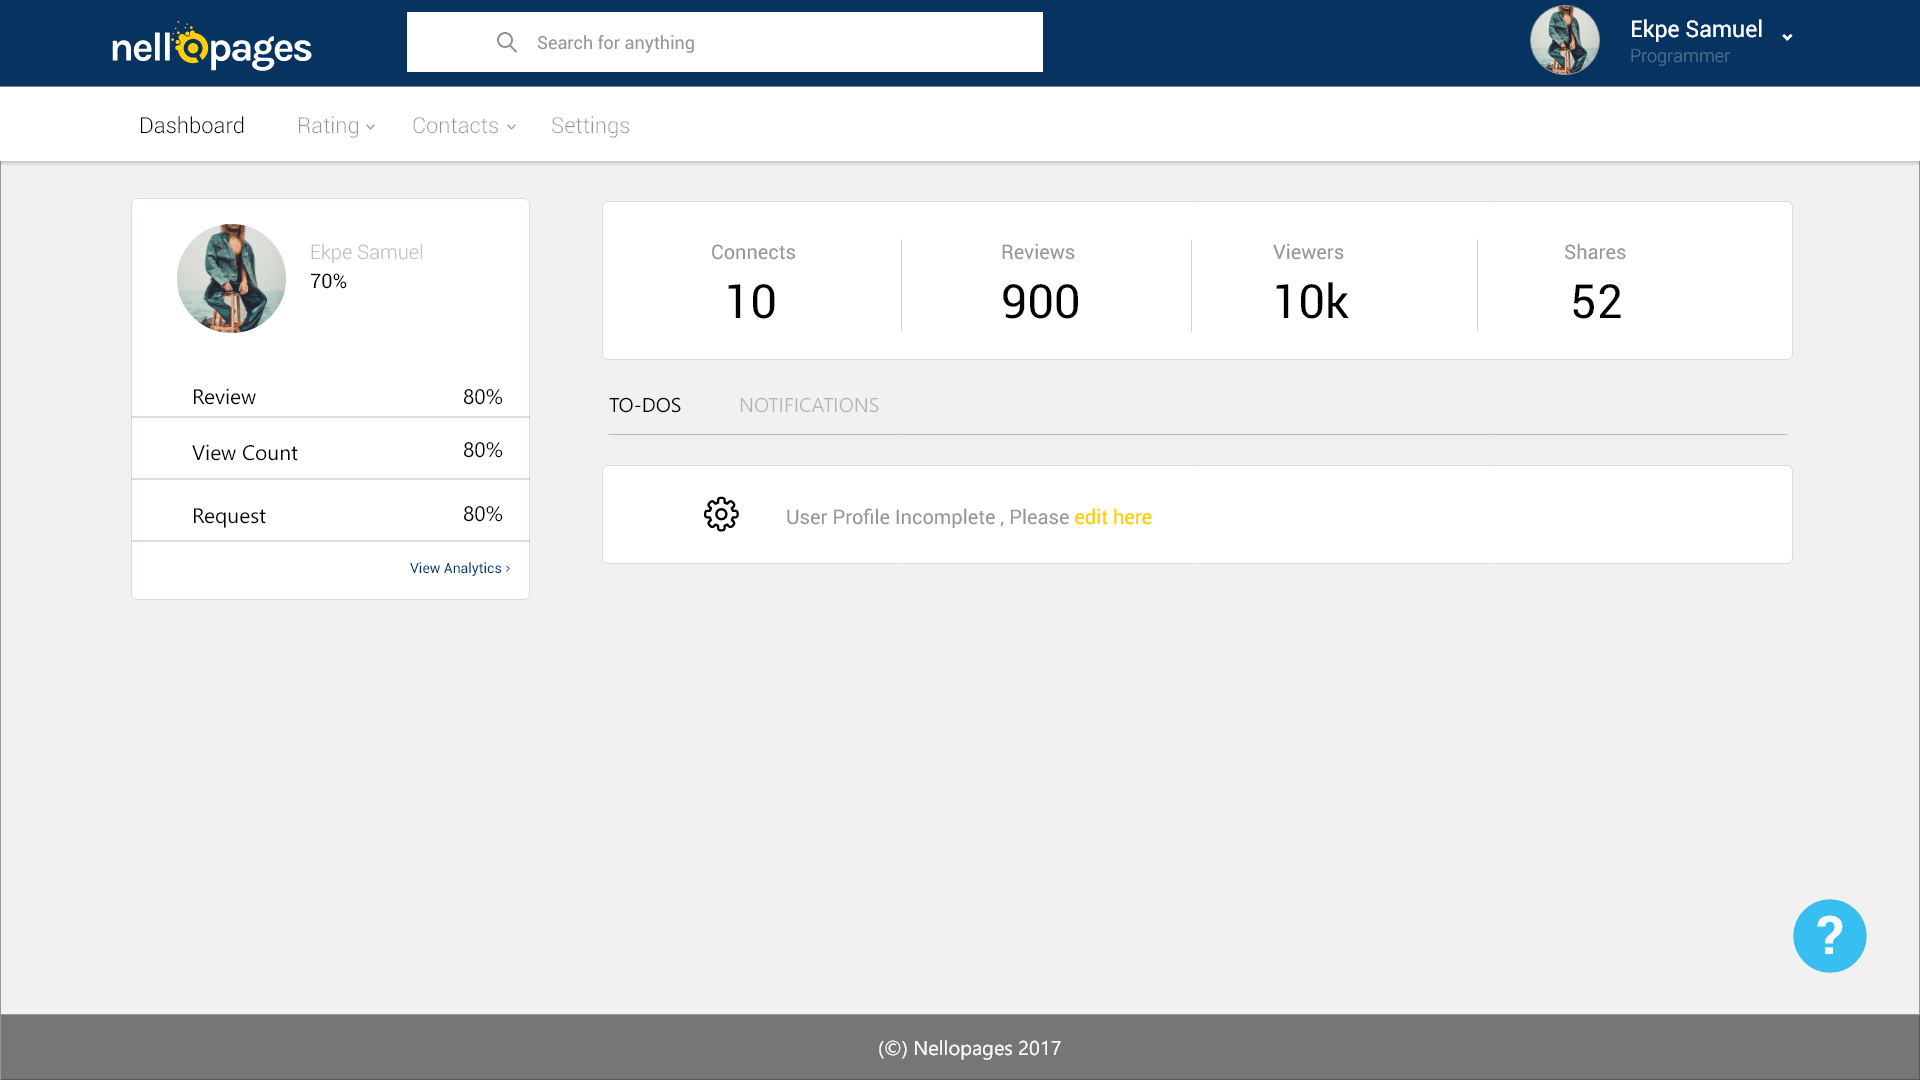 nellopages
Search for anything
Ekpe Samuel
Programmer
Dashboard
Rating
Contacts
Settings
Ekpe Samuel
70%
Review 80%
View Count 80%
Request 80%
View Analytics ›
Connects
10
Reviews
900
Viewers
10k
Shares
52
TO-DOS
NOTIFICATIONS
User Profile Incomplete , Please edit here
?
(©) Nellopages 2017